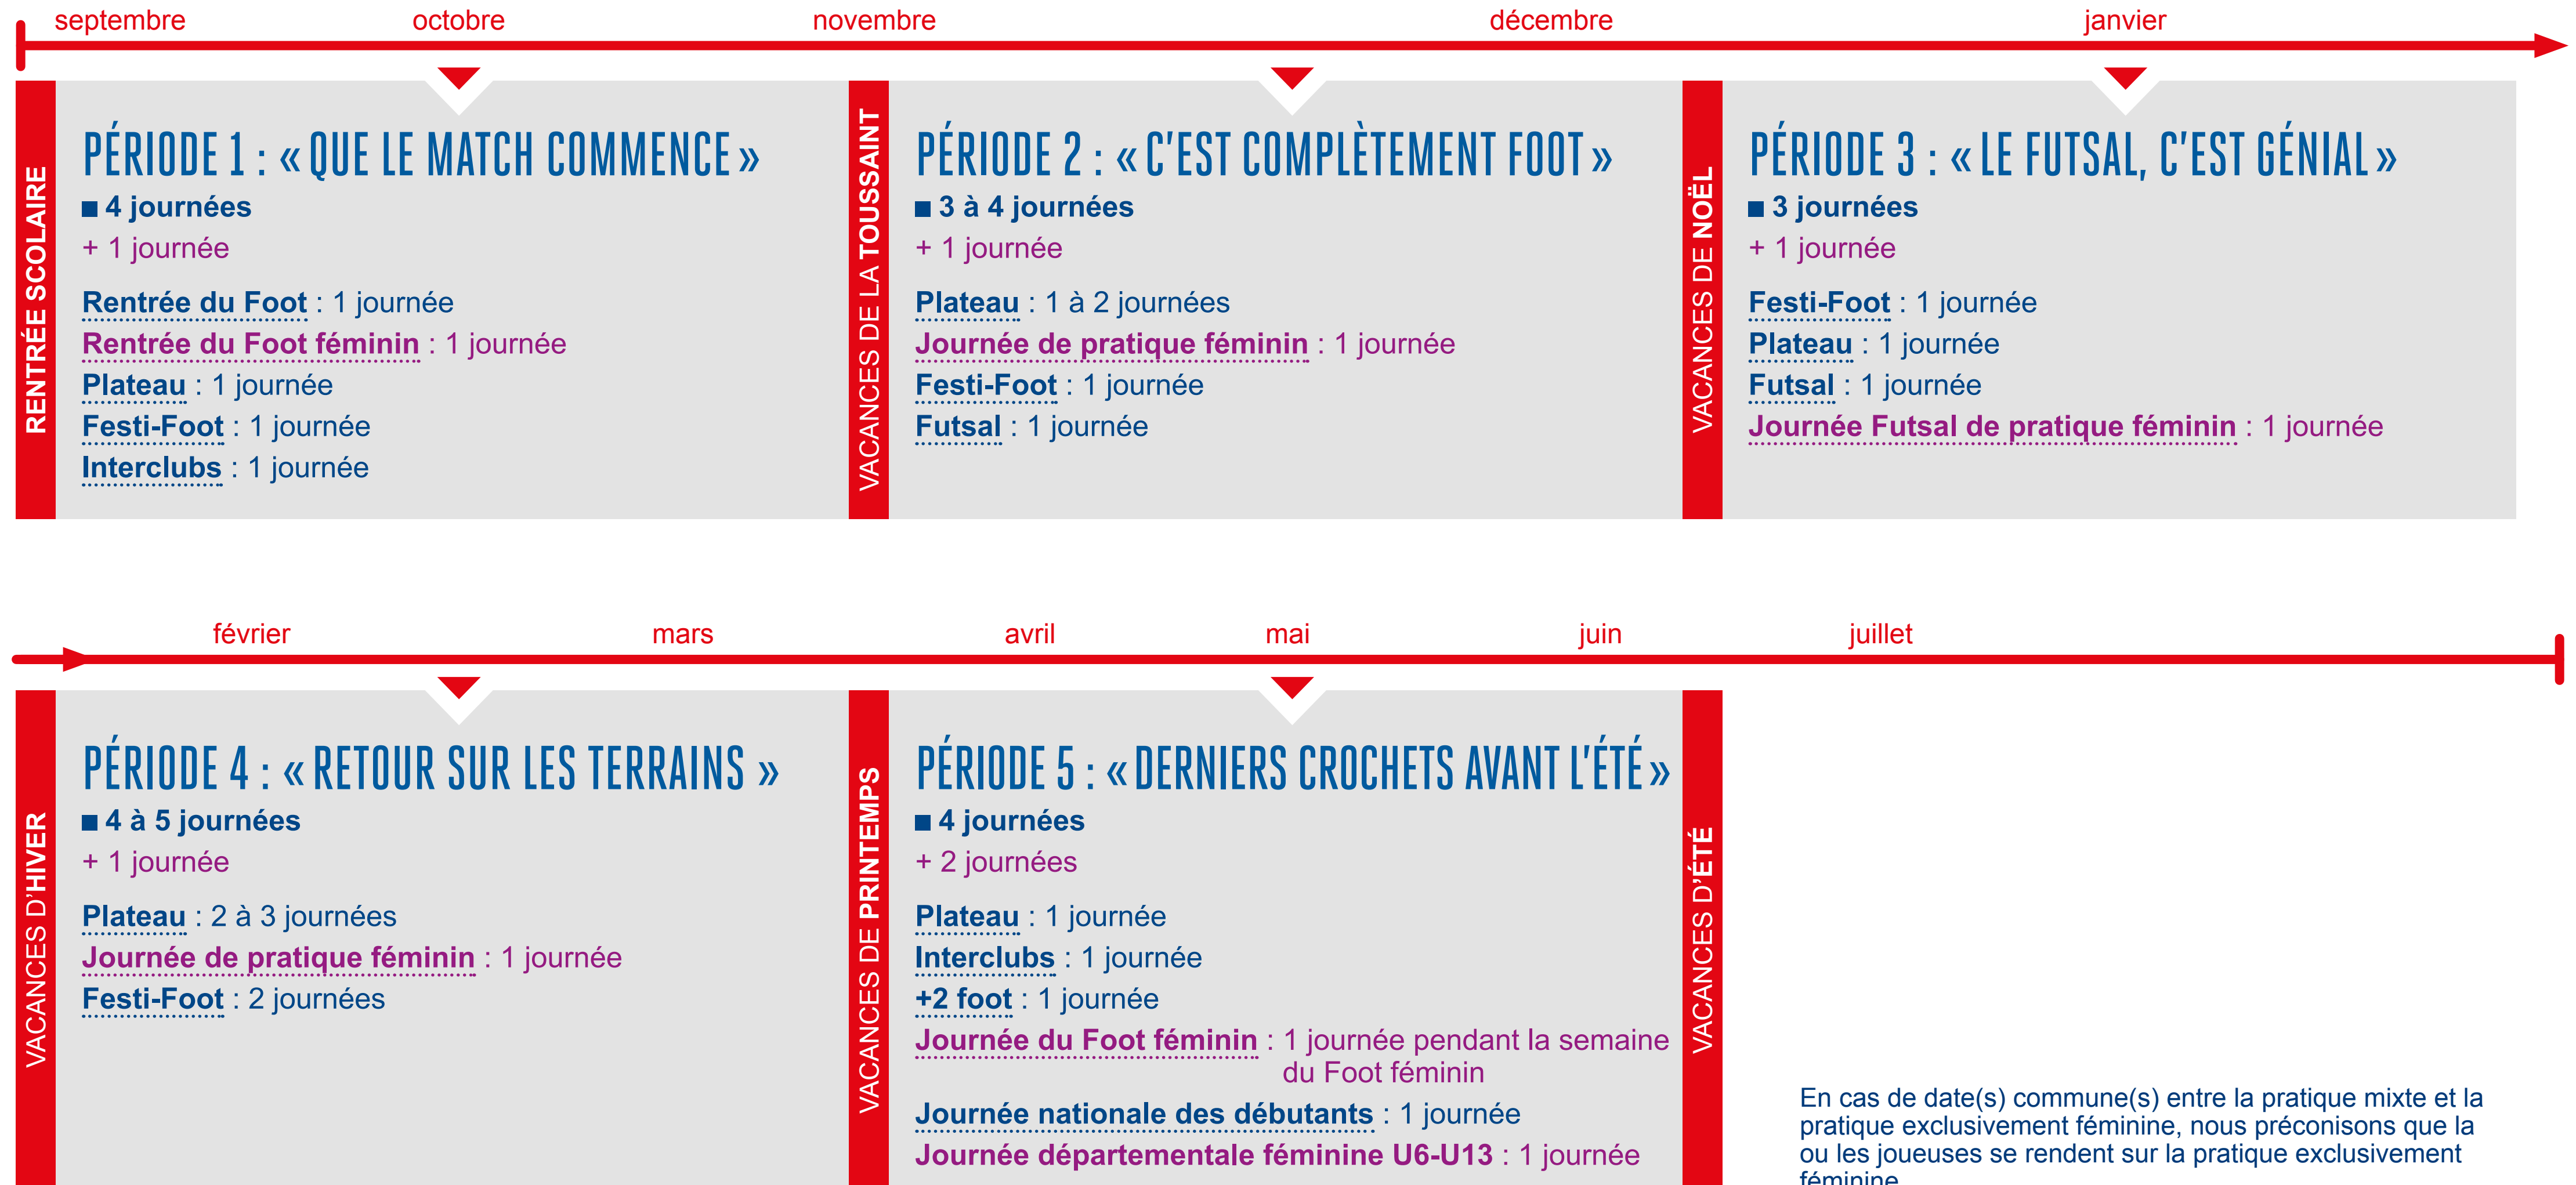 septembre octobre novembre décembre janvier
RENTRÉE SCOLAIRE
PÉRIODE 1 : « QUE LE MATCH COMMENCE »
■ 4 journées
+ 1 journée
Rentrée du Foot : 1 journée
Rentrée du Foot féminin : 1 journée
Plateau : 1 journée
Festi-Foot : 1 journée
Interclubs : 1 journée
VACANCES DE LA TOUSSAINT
PÉRIODE 2 : « C'EST COMPLÈTEMENT FOOT »
■ 3 à 4 journées
+ 1 journée
Plateau : 1 à 2 journées
Journée de pratique féminin : 1 journée
Festi-Foot : 1 journée
Futsal : 1 journée
VACANCES DE NOËL
PÉRIODE 3 : « LE FUTSAL, C'EST GÉNIAL »
■ 3 journées
+ 1 journée
Festi-Foot : 1 journée
Plateau : 1 journée
Futsal : 1 journée
Journée Futsal de pratique féminin : 1 journée
février mars avril mai juin juillet
VACANCES D'HIVER
PÉRIODE 4 : « RETOUR SUR LES TERRAINS »
■ 4 à 5 journées
+ 1 journée
Plateau : 2 à 3 journées
Journée de pratique féminin : 1 journée
Festi-Foot : 2 journées
VACANCES DE PRINTEMPS
PÉRIODE 5 : « DERNIERS CROCHETS AVANT L'ÉTÉ »
■ 4 journées
+ 2 journées
Plateau : 1 journée
Interclubs : 1 journée
+2 foot : 1 journée
Journée du Foot féminin : 1 journée pendant la semaine
du Foot féminin
Journée nationale des débutants : 1 journée
Journée départementale féminine U6-U13 : 1 journée
VACANCES D'ÉTÉ
En cas de date(s) commune(s) entre la pratique mixte et la
pratique exclusivement féminine, nous préconisons que la
ou les joueuses se rendent sur la pratique exclusivement
féminine